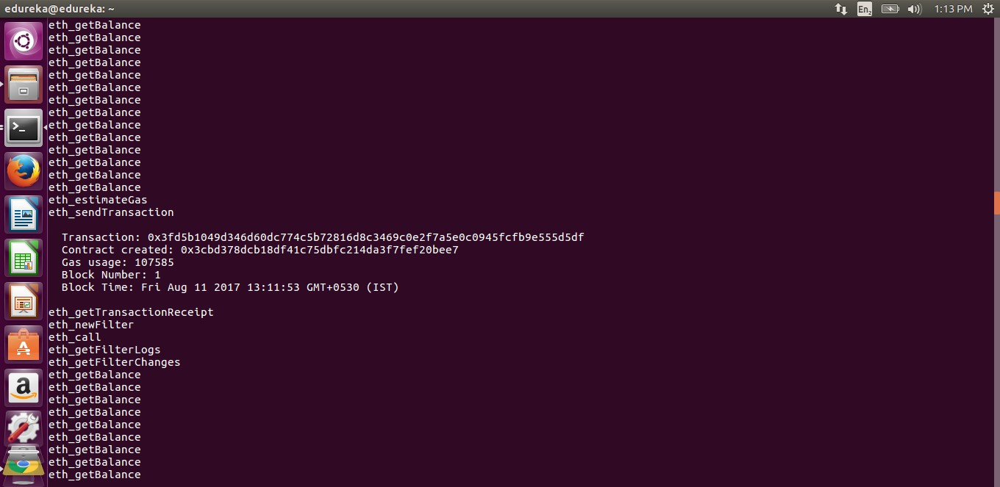 edureka@edureka: ~
En2
1:13 PM
eth_getBalance
eth_getBalance
eth_getBalance
eth_getBalance
eth_getBalance
eth_getBalance
eth_getBalance
eth_getBalance
eth_getBalance
eth_getBalance
eth_getBalance
eth_getBalance
eth_getBalance
eth_getBalance
eth_estimateGas
eth_sendTransaction
Transaction: 0x3fd5b1049d346d60dc774c5b72816d8c3469c0e2f7a5e0c0945fcfb9e555d5df
Contract created: 0x3cbd378dcb18df41c75dbfc214da3f7fef20bee7
Gas usage: 107585
Block Number: 1
Block Time: Fri Aug 11 2017 13:11:53 GMT+0530 (IST)
eth_getTransactionReceipt
eth_newFilter
eth_call
eth_getFilterLogs
eth_getFilterChanges
eth_getBalance
eth_getBalance
eth_getBalance
eth_getBalance
eth_getBalance
eth_getBalance
eth_getBalance
eth_getBalance
eth_getBalance